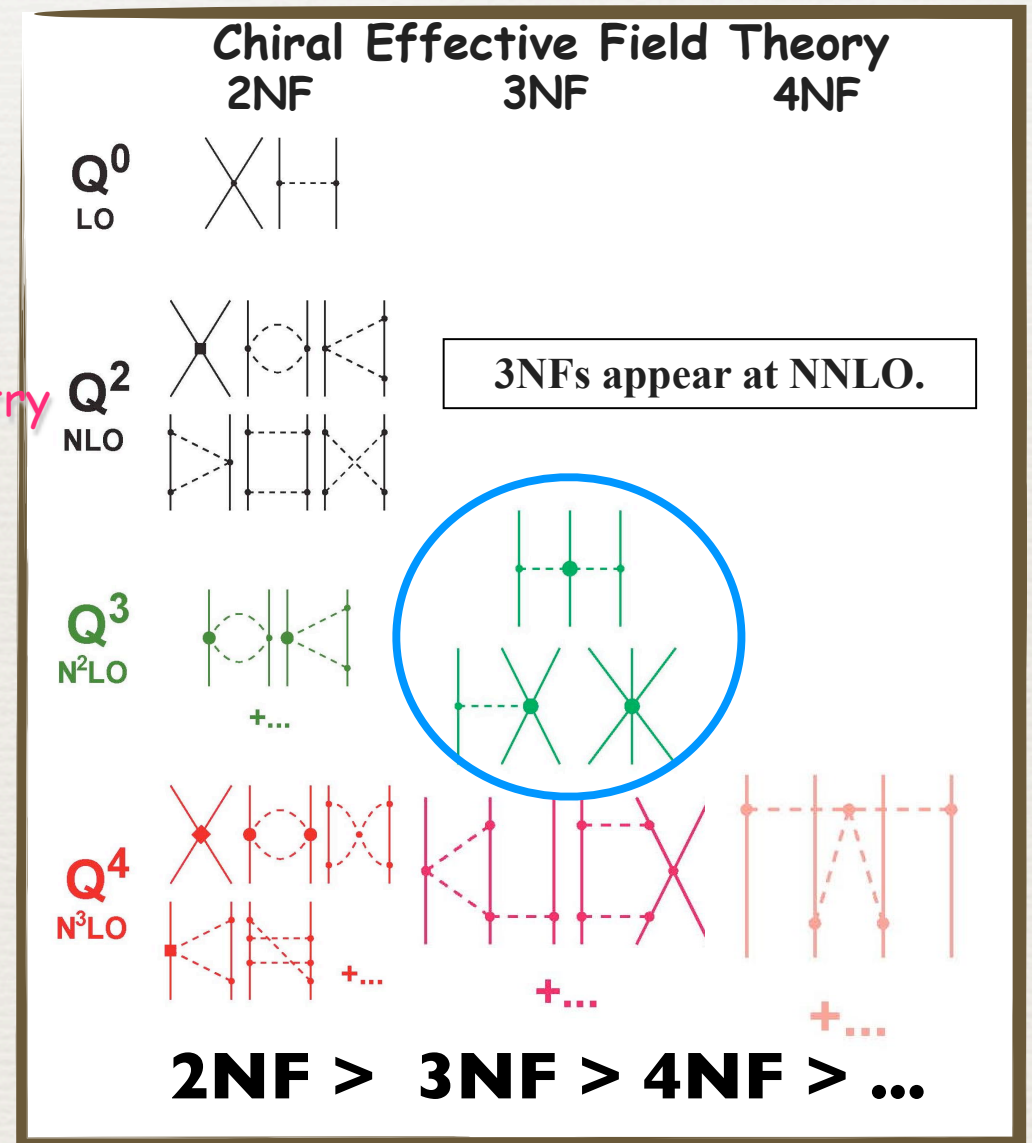 Chiral Effective Field Theory
2NF 3NF 4NF
Q⁰
LO
Q²
NLO
3NFs appear at NNLO.
Q³
N²LO
+...
Q⁴
N³LO
+...
+...
+...
2NF > 3NF > 4NF > ...